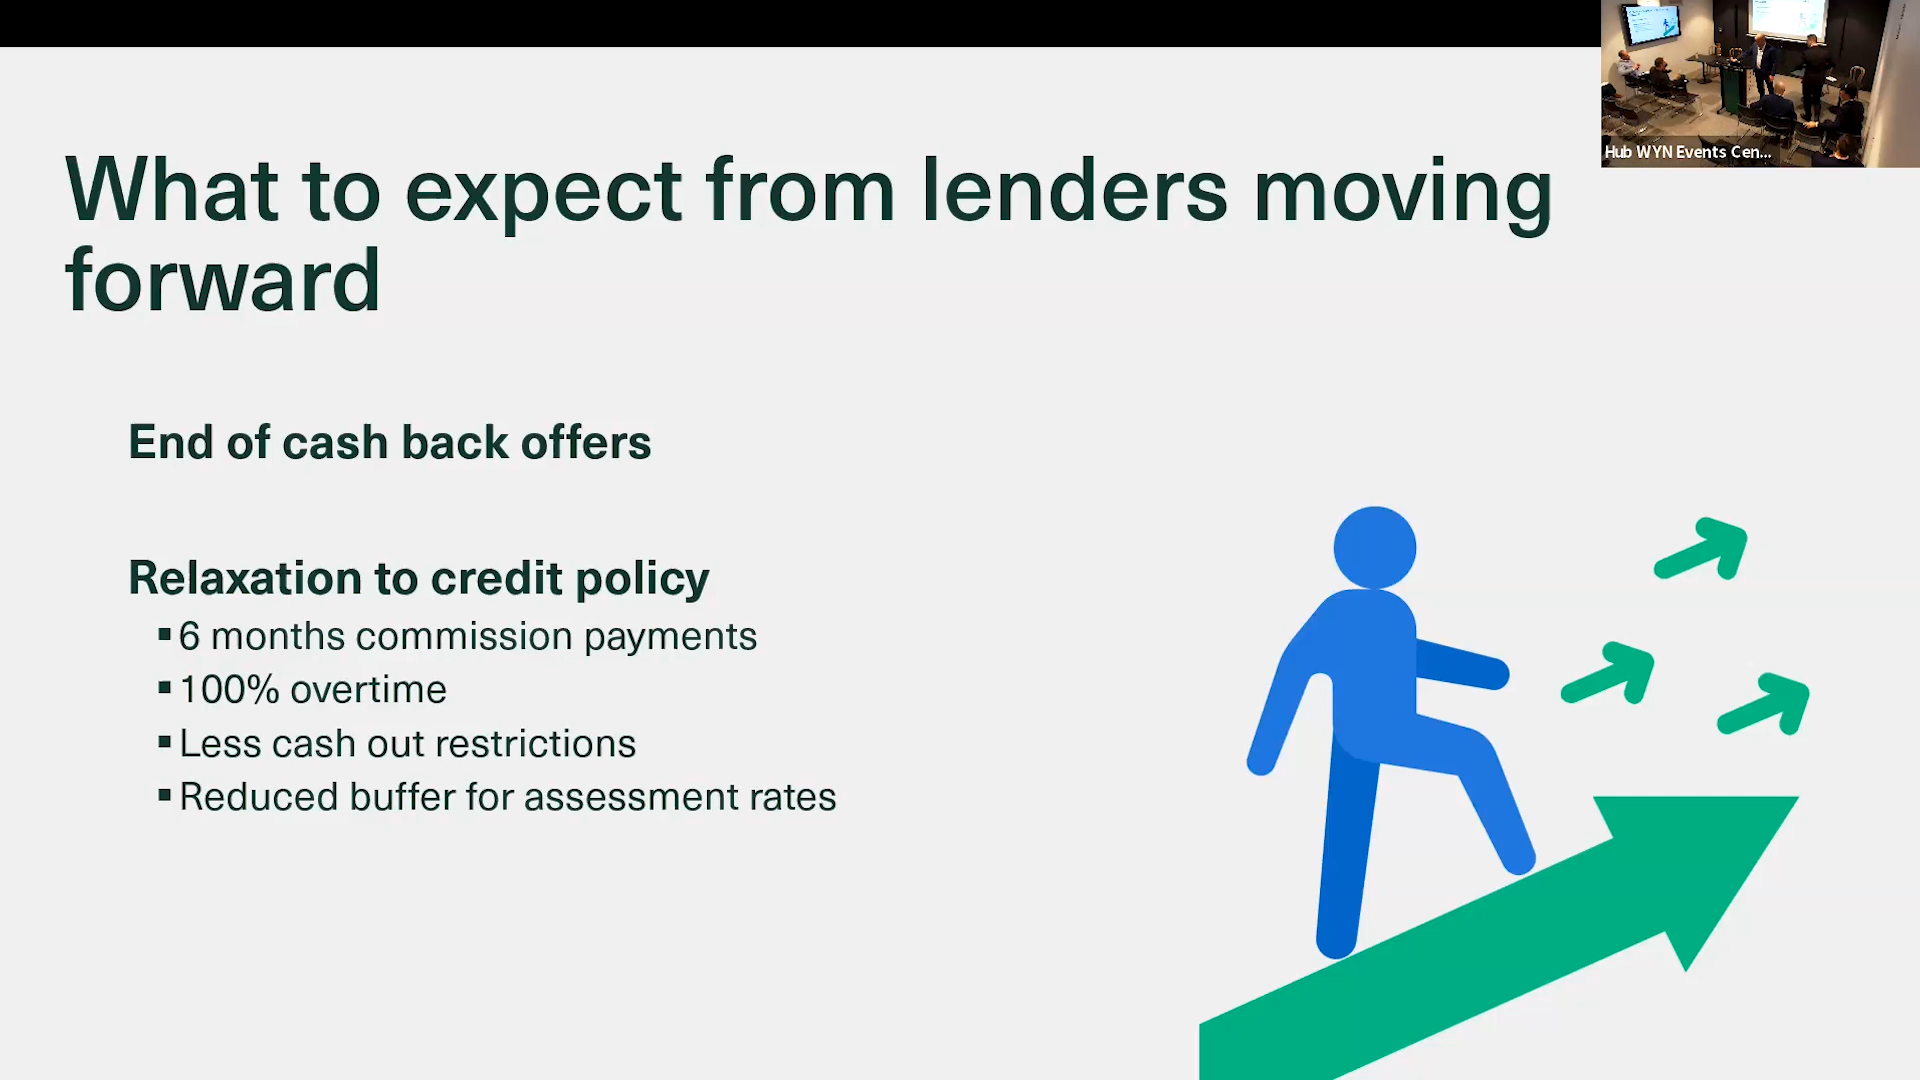 Hub WYN Events Cen...
What to expect from lenders moving
forward
End of cash back offers
Relaxation to credit policy
▪6 months commission payments
▪100% overtime
▪Less cash out restrictions
▪Reduced buffer for assessment rates